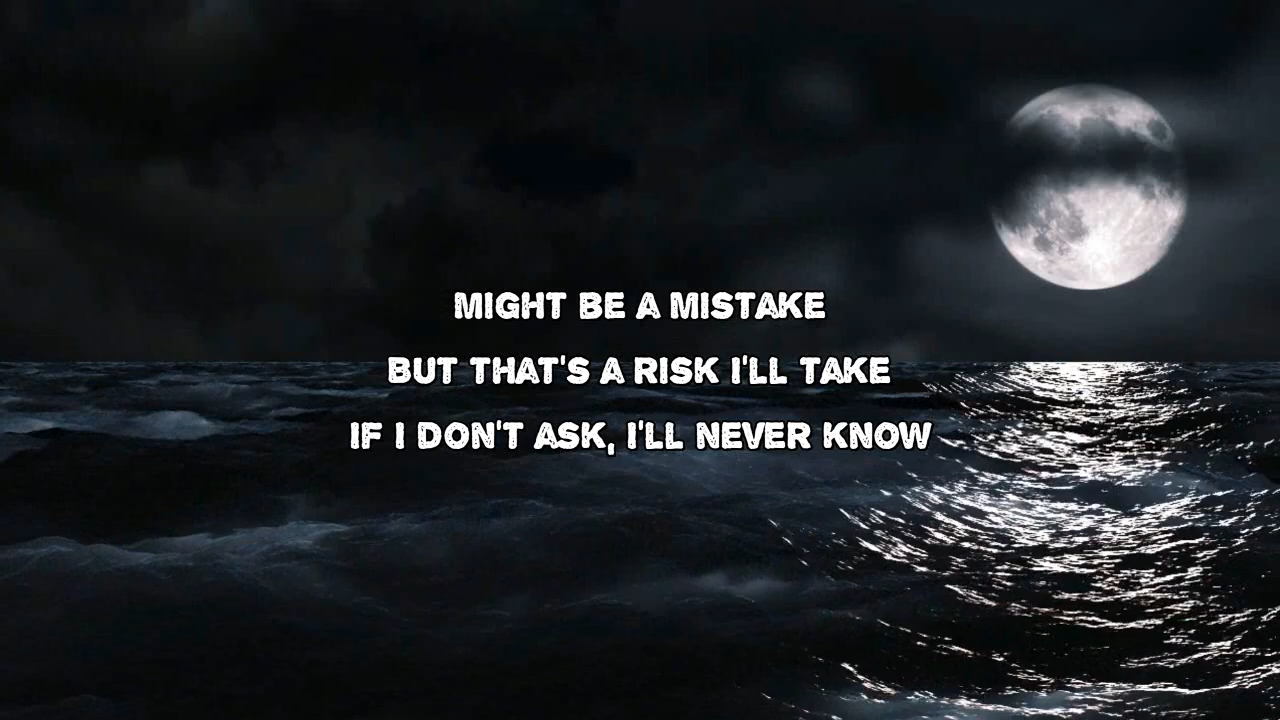 MIGHT BE A MISTAKE
BUT THAT'S A RISK I'LL TAKE
IF I DON'T ASK, I'LL NEVER KNOW